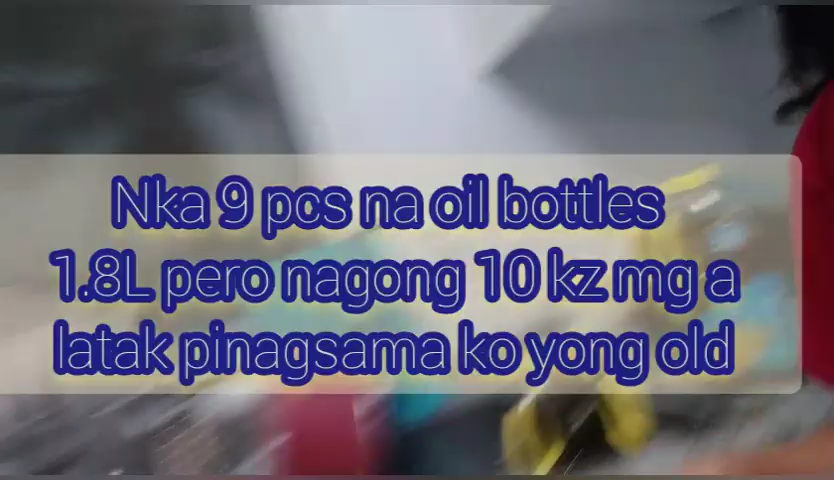 Nka 9 pcs na oil bottles
1.8L pero nagong 10 kz mg a
latak pinagsama ko yong old